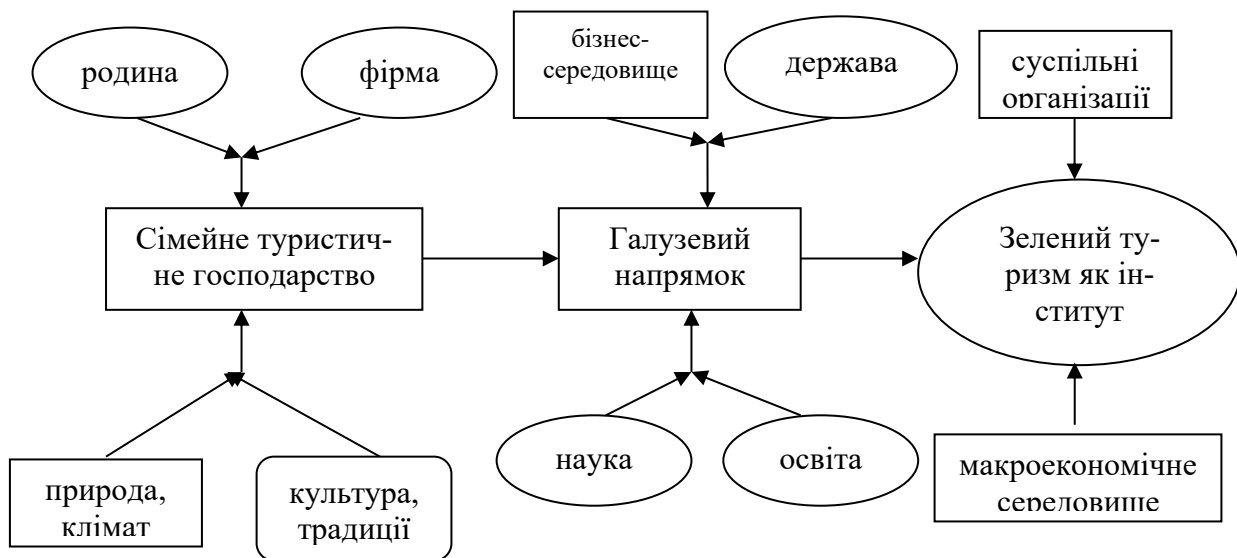 родина
фірма
бізнес-
середовище
держава
суспільні
організації
Сімейне туристич-
не господарство
Галузевий
напрямок
Зелений ту-
ризм як ін-
ститут
природа,
клімат
культура,
традиції
наука
освіта
макроекономічне
середовище